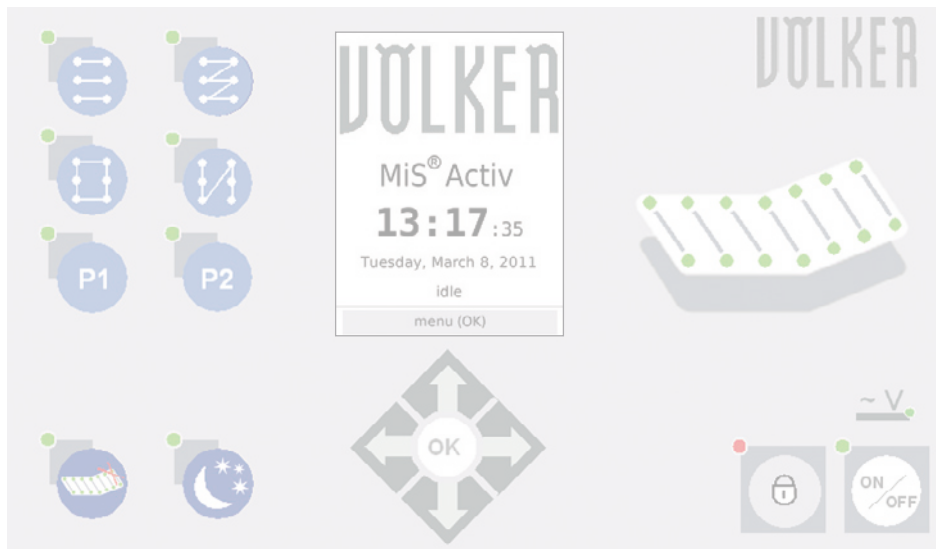 VÖLKER
VÖLKER
MiS® Activ
13:17:35
Tuesday, March 8, 2011
idle
menu (OK)
P1
P2
OK
~ V
ON/OFF